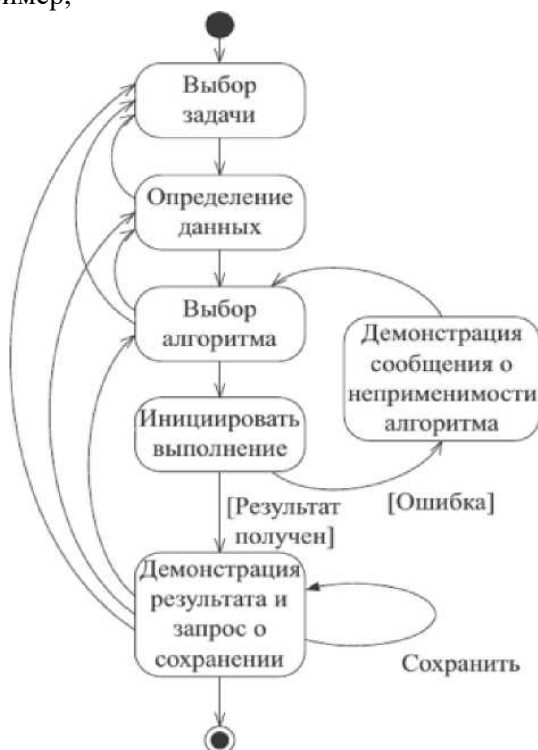 имер,
Выбор
задачи
Определение
данных
Выбор
алгоритма
Демонстрация
сообщения о
неприменимости
алгоритма
Инициировать
выполнение
[Результат
получен]
[Ошибка]
Демонстрация
результата и
запрос о
сохранении
Сохранить